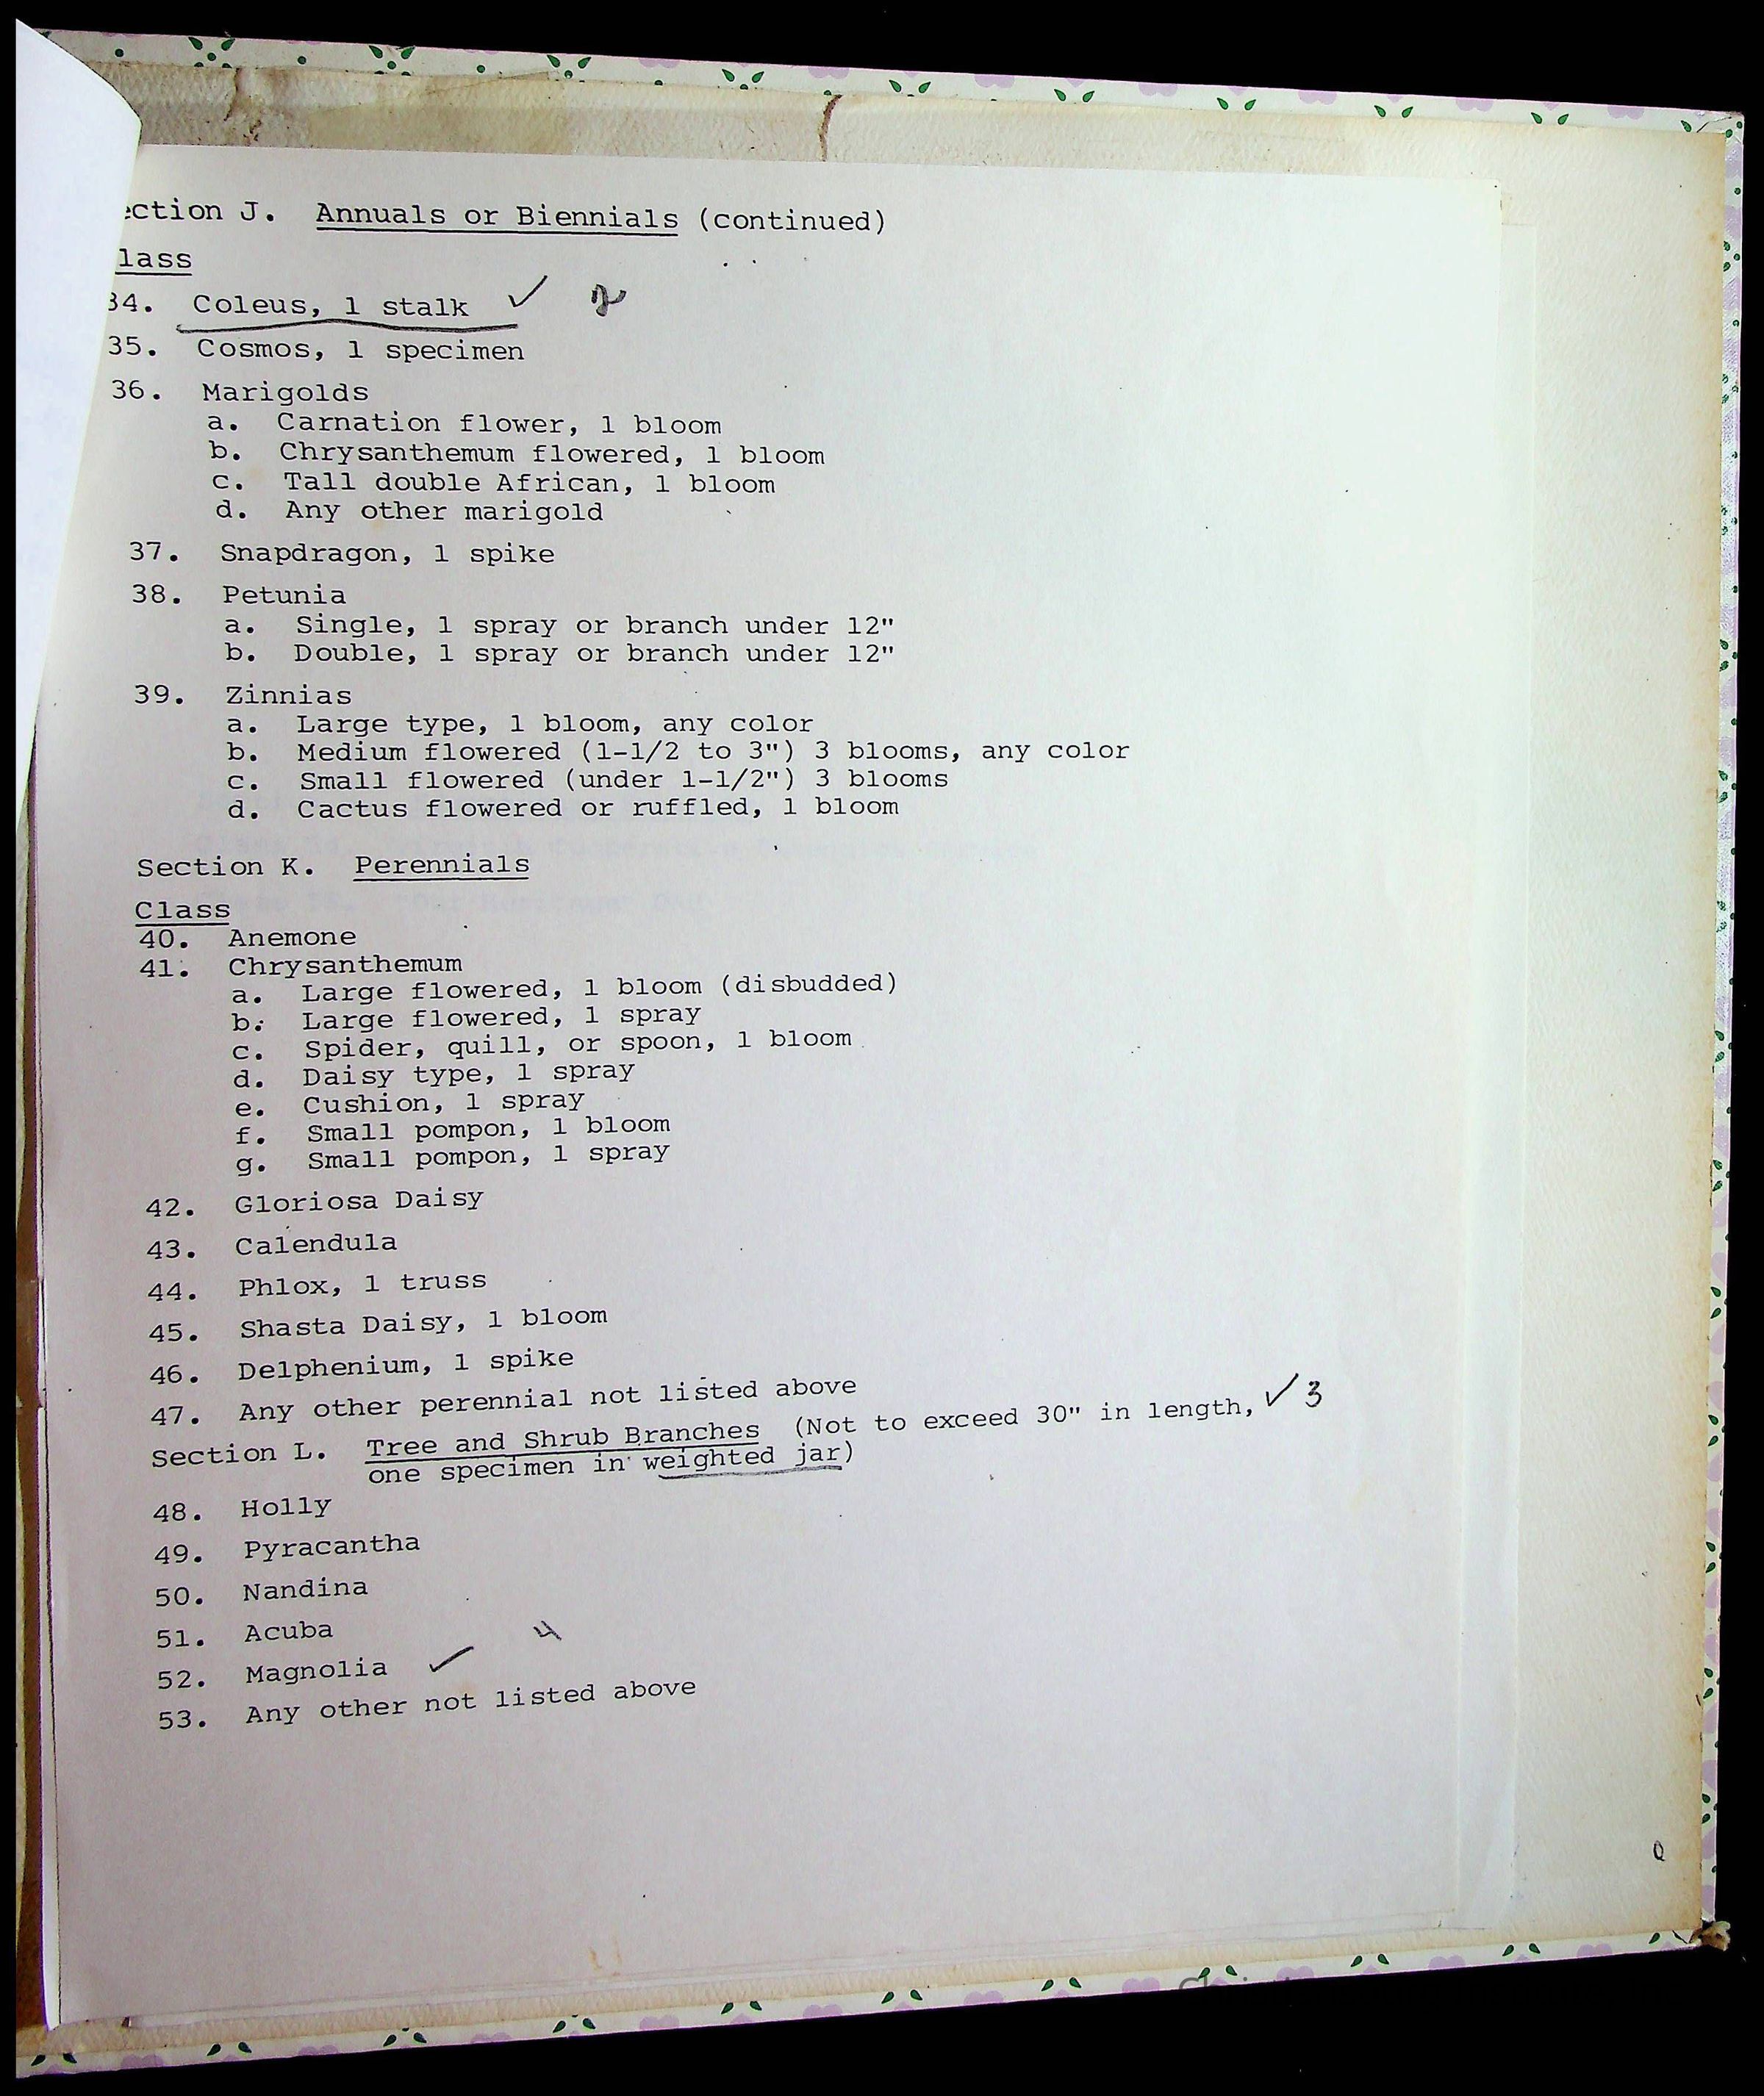 ection J. Annuals or Biennials (continued)
lass
34. Coleus, 1 stalk ✓ 2
35. Cosmos, 1 specimen
36. Marigolds
a. Carnation flower, 1 bloom
b. Chrysanthemum flowered, 1 bloom
c. Tall double African, 1 bloom
d. Any other marigold
37. Snapdragon, 1 spike
38. Petunia
a. Single, 1 spray or branch under 12"
b. Double, 1 spray or branch under 12"
39. Zinnias
a. Large type, 1 bloom, any color
b. Medium flowered (1-1/2 to 3") 3 blooms, any color
c. Small flowered (under 1-1/2") 3 blooms
d. Cactus flowered or ruffled, 1 bloom
Section K. Perennials
Class
40. Anemone
41. Chrysanthemum
a. Large flowered, 1 bloom (disbudded)
b. Large flowered, 1 spray
c. Spider, quill, or spoon, 1 bloom
d. Daisy type, 1 spray
e. Cushion, 1 spray
f. Small pompon, 1 bloom
g. Small pompon, 1 spray
42. Gloriosa Daisy
43. Calendula
44. Phlox, 1 truss
45. Shasta Daisy, 1 bloom
46. Delphenium, 1 spike
47. Any other perennial not listed above
Section L. Tree and Shrub Branches (Not to exceed 30" in length, ✓ 3
one specimen in weighted jar)
48. Holly
49. Pyracantha
50. Nandina
51. Acuba
4
52. Magnolia ✓
53. Any other not listed above